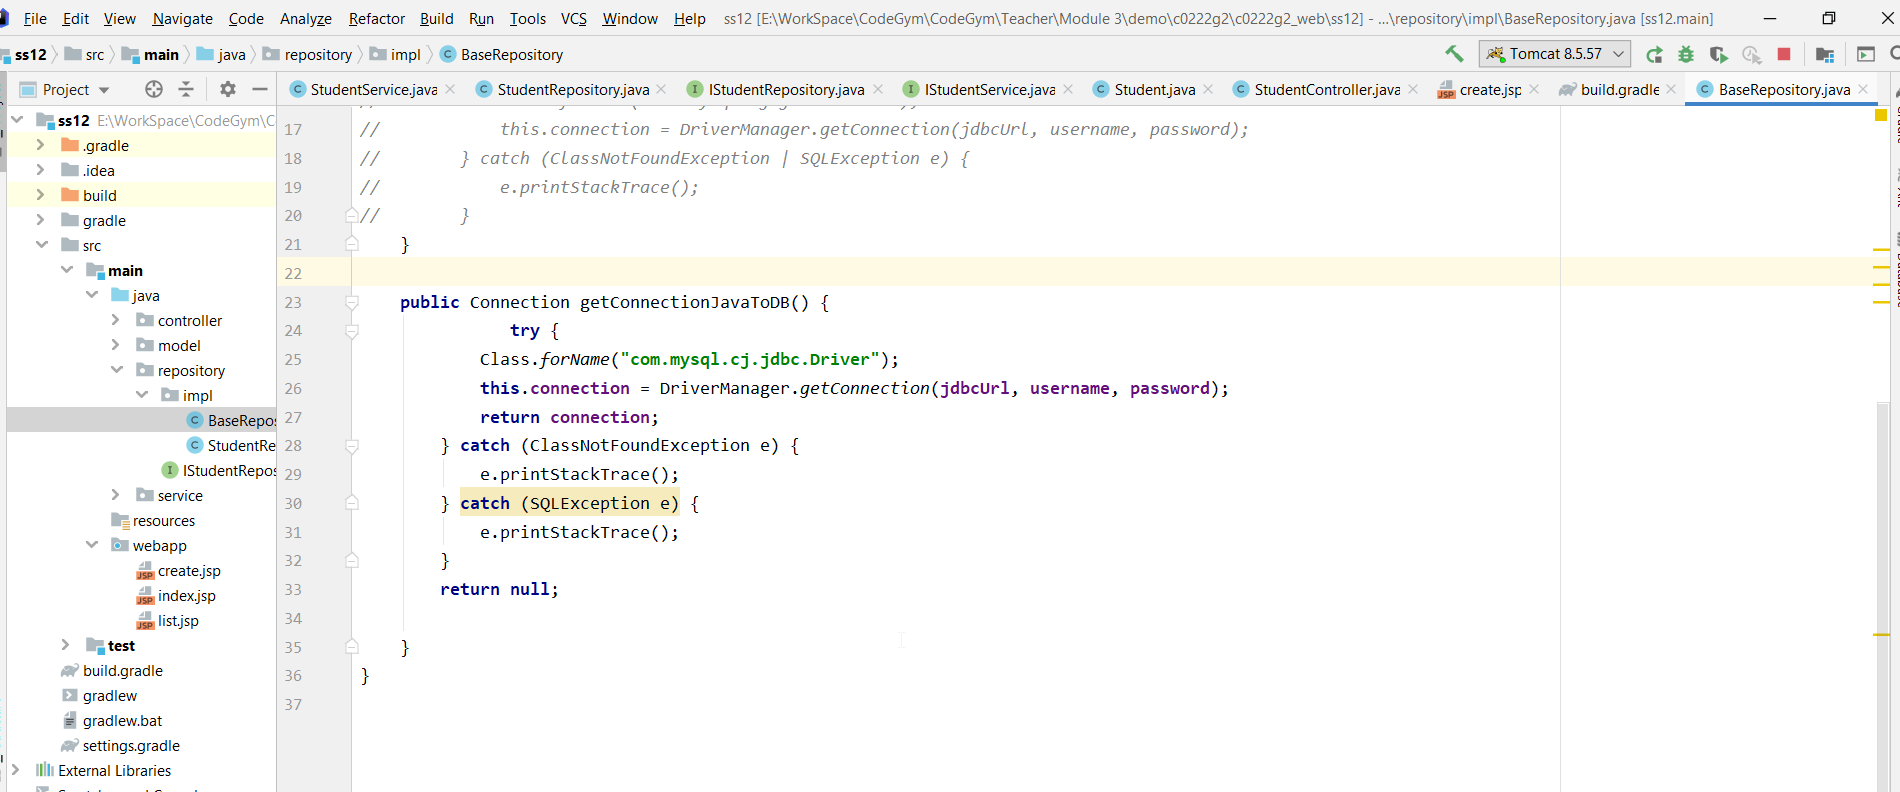 File Edit View Navigate Code Analyze Refactor Build Run Tools VCS Window Help ss12 [E:\WorkSpace\CodeGym\CodeGym\Teacher\Module 3\demo\c0222g2\c0222g2_web\ss12] - ...\repository\impl\BaseRepository.java [ss12.main]
ss12 src main java repository impl BaseRepository Tomcat 8.5.57
Project StudentService.java StudentRepository.java IStudentRepository.java IStudentService.java Student.java StudentController.java create.jsp build.gradle BaseRepository.java
ss12 E:\WorkSpace\CodeGym\C
.gradle
.idea
build
gradle
src
main
java
controller
model
repository
impl
BaseRepos
StudentRe
IStudentRepos
service
resources
webapp
create.jsp
index.jsp
list.jsp
test
build.gradle
gradlew
gradlew.bat
settings.gradle
External Libraries
17 // this.connection = DriverManager.getConnection(jdbcUrl, username, password);
18 // } catch (ClassNotFoundException | SQLException e) {
19 // e.printStackTrace();
20 // }
21 }
22
23 public Connection getConnectionJavaToDB() {
24 try {
25 Class.forName("com.mysql.cj.jdbc.Driver");
26 this.connection = DriverManager.getConnection(jdbcUrl, username, password);
27 return connection;
28 } catch (ClassNotFoundException e) {
29 e.printStackTrace();
30 } catch (SQLException e) {
31 e.printStackTrace();
32 }
33 return null;
34
35 }
36 }
37